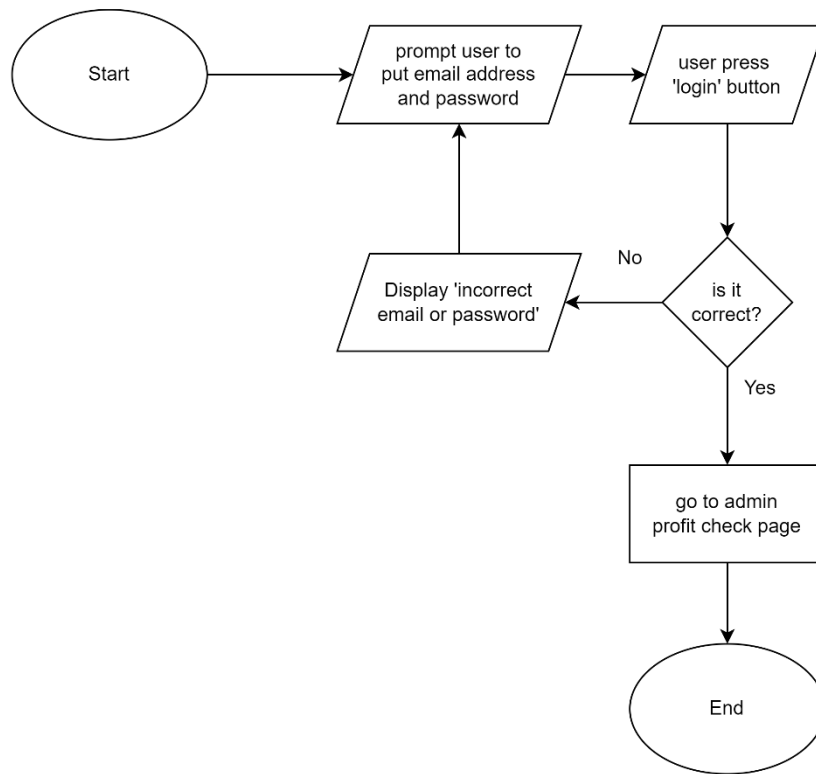 Start
prompt user to
put email address
and password
user press
'login' button
No
Display 'incorrect
email or password'
is it
correct?
Yes
go to admin
profit check page
End